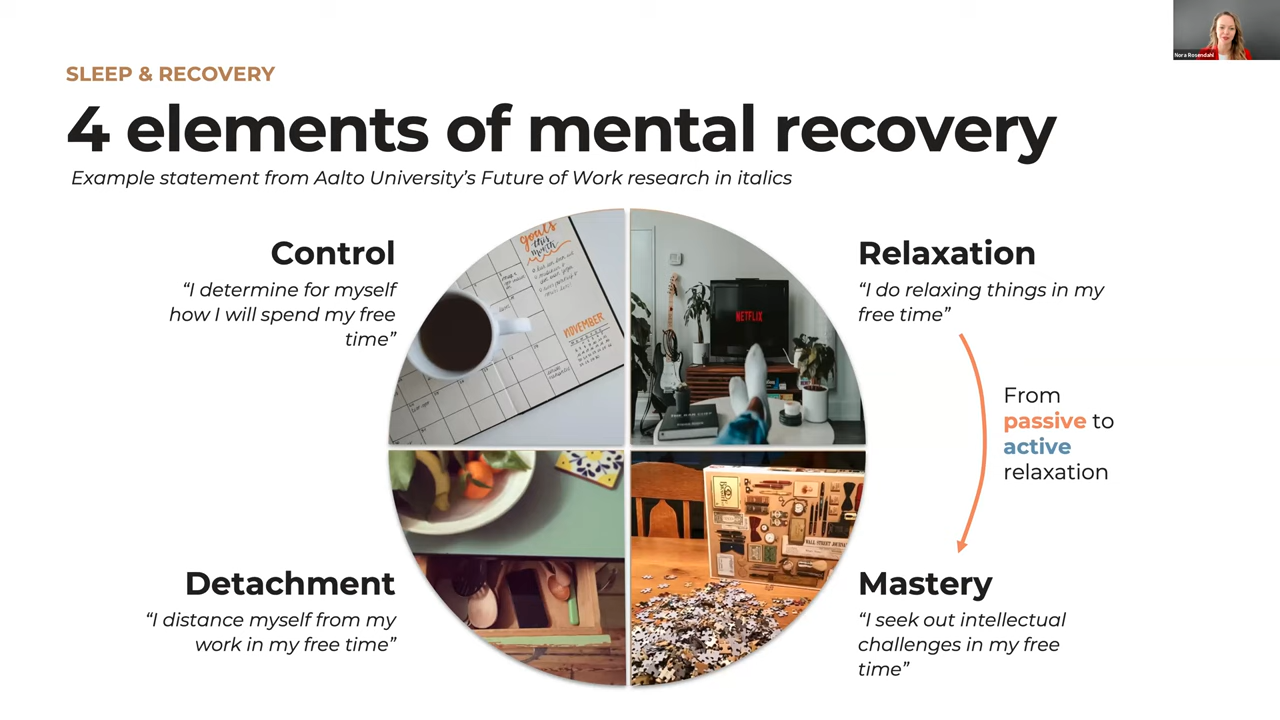 Nora Rosendahl
SLEEP & RECOVERY
4 elements of mental recovery
Example statement from Aalto University's Future of Work research in italics
Control
“I determine for myself
how I will spend my free
time”
goals
this
month
NOVEMBER
NETFLIX
Relaxation
“I do relaxing things in my
free time”
From
passive to
active
relaxation
Detachment
“I distance myself from my
work in my free time”
WALL STREET JOURNAL
Mastery
“I seek out intellectual
challenges in my free
time”